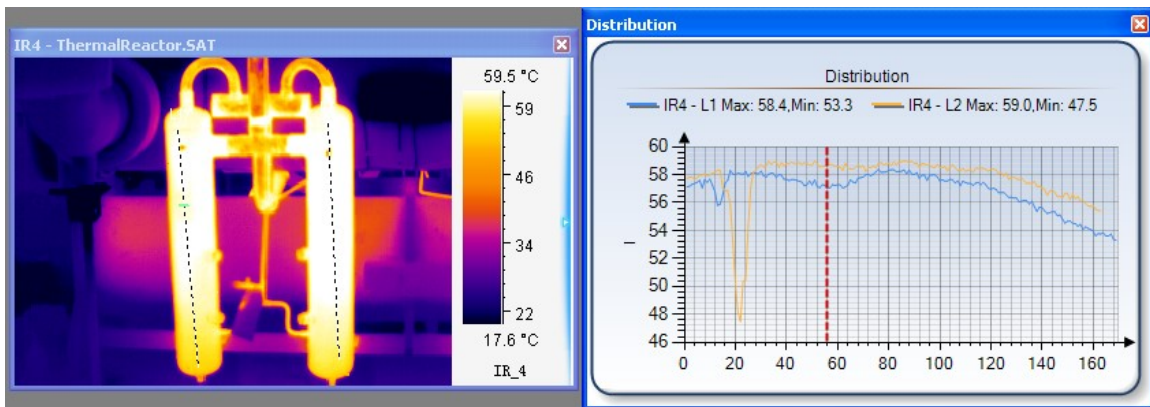 IR4 - ThermalReactor.SAT
59.5 °C
59
46
34
22
17.6 °C
IR_4
Distribution
Distribution
IR4 - L1 Max: 58.4,Min: 53.3
IR4 - L2 Max: 59.0,Min: 47.5
60
58
56
54
52
50
48
46
I
0 20 40 60 80 100 120 140 160